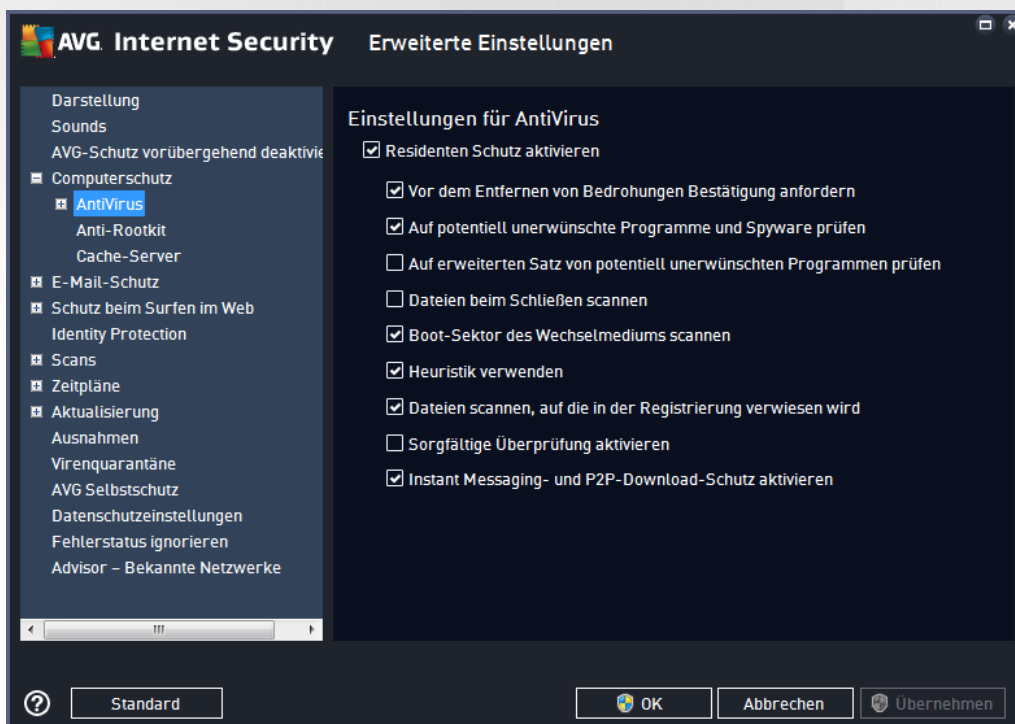 AVG. Internet Security Erweiterte Einstellungen
Darstellung
Sounds
AVG-Schutz vorübergehend deaktivie
Computerschutz
AntiVirus
Anti-Rootkit
Cache-Server
E-Mail-Schutz
Schutz beim Surfen im Web
Identity Protection
Scans
Zeitpläne
Aktualisierung
Ausnahmen
Virenquarantäne
AVG Selbstschutz
Datenschutzeinstellungen
Fehlerstatus ignorieren
Advisor – Bekannte Netzwerke
Einstellungen für AntiVirus
Residenten Schutz aktivieren
Vor dem Entfernen von Bedrohungen Bestätigung anfordern
Auf potentiell unerwünschte Programme und Spyware prüfen
Auf erweiterten Satz von potentiell unerwünschten Programmen prüfen
Dateien beim Schließen scannen
Boot-Sektor des Wechselmediums scannen
Heuristik verwenden
Dateien scannen, auf die in der Registrierung verwiesen wird
Sorgfältige Überprüfung aktivieren
Instant Messaging- und P2P-Download-Schutz aktivieren
? Standard OK Abbrechen Übernehmen